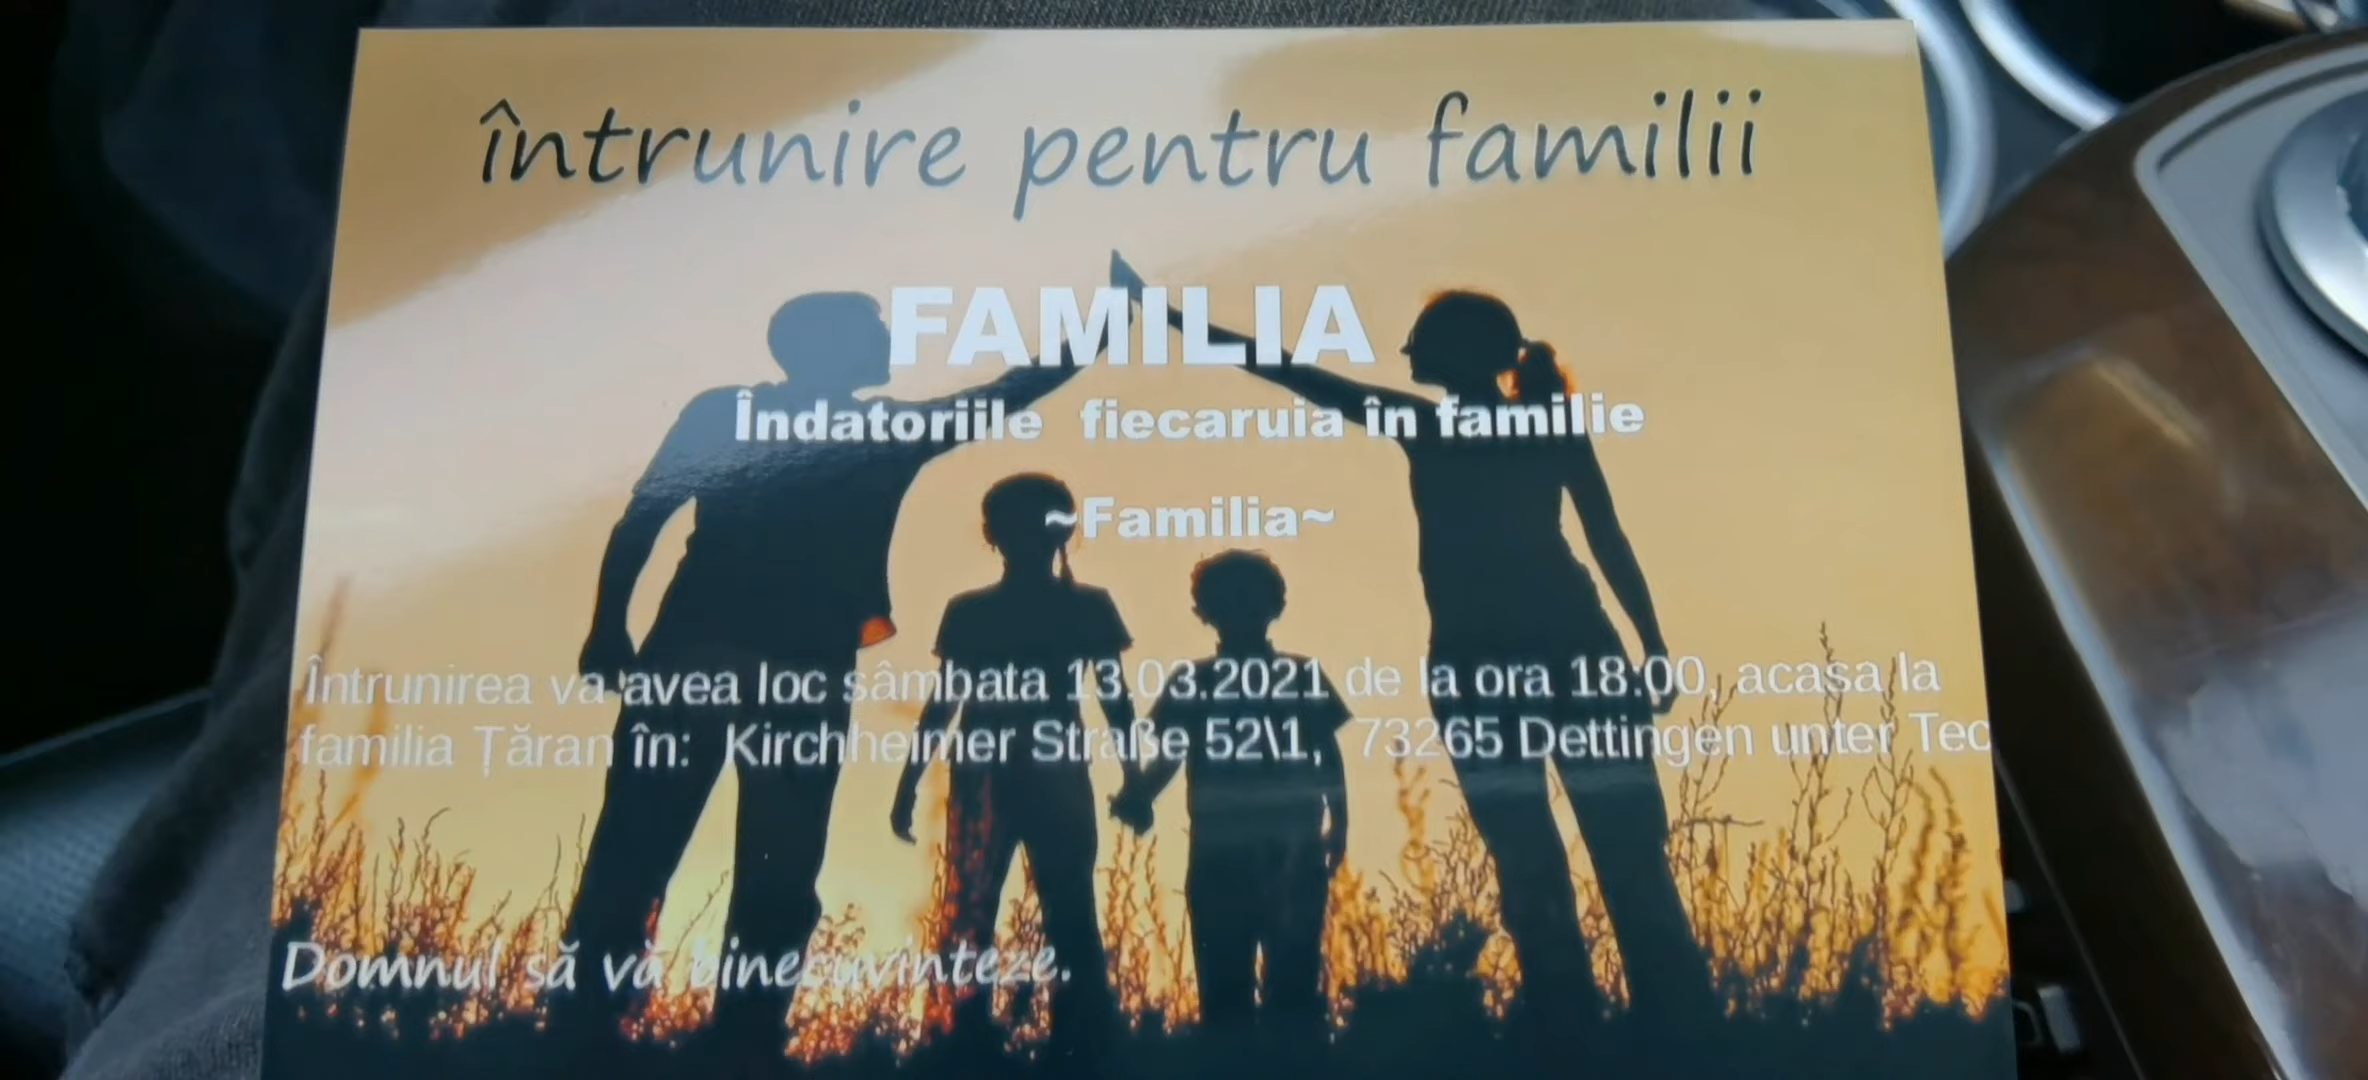 întrunire pentru familii
FAMILIA
Îndatoriile fiecaruia în familie
~Familia~
Întrunirea va avea loc sâmbata 13.03.2021 de la ora 18:00, acasa la
familia Țăran în: Kirchheimer Straße 52\1, 73265 Dettingen unter Tec
Domnul să vă binecuvinteze.